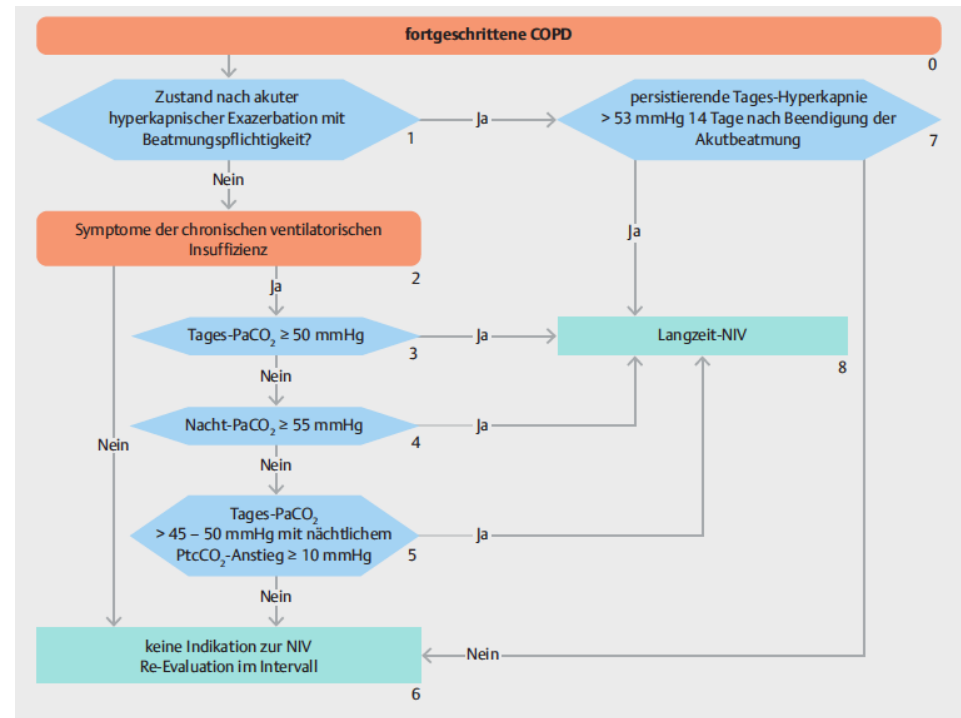 fortgeschrittene COPD
0
Zustand nach akuter
hyperkapnischer Exazerbation mit
Beatmungspflichtigkeit?
1
Ja
persistierende Tages-Hyperkapnie
> 53 mmHg 14 Tage nach Beendigung der
Akutbeatmung
7
Nein
Symptome der chronischen ventilatorischen
Insuffizienz
2
Ja
Ja
Tages-PaCO₂ ≥ 50 mmHg
3
Ja
Langzeit-NIV
8
Nein
Nacht-PaCO₂ ≥ 55 mmHg
4
Ja
Nein
Nein
Tages-PaCO₂
> 45 – 50 mmHg mit nächtlichem
PtcCO₂-Anstieg ≥ 10 mmHg
5
Ja
Nein
keine Indikation zur NIV
Re-Evaluation im Intervall
6
Nein